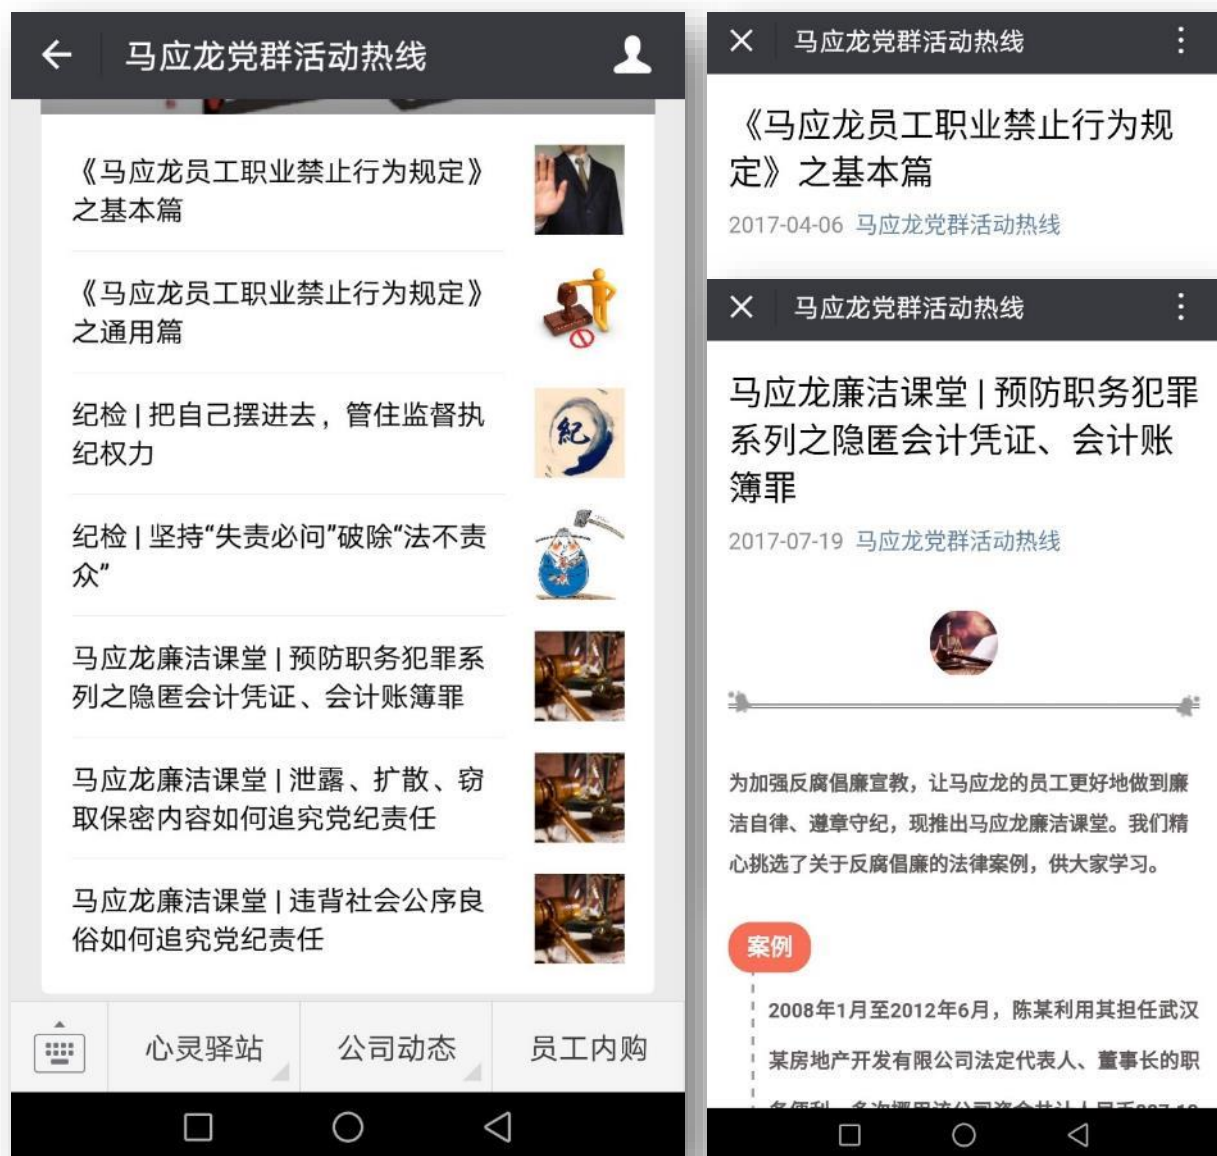 马应龙党群活动热线
《马应龙员工职业禁止行为规定》
之基本篇
《马应龙员工职业禁止行为规定》
之通用篇
纪检 | 把自己摆进去，管住监督执
纪权力
紀
纪检 | 坚持“失责必问”破除“法不责
众”
马应龙廉洁课堂 | 预防职务犯罪系
列之隐匿会计凭证、会计账簿罪
马应龙廉洁课堂 | 泄露、扩散、窃
取保密内容如何追究党纪责任
马应龙廉洁课堂 | 违背社会公序良
俗如何追究党纪责任
心灵驿站 公司动态 员工内购
马应龙党群活动热线
《马应龙员工职业禁止行为规
定》之基本篇
2017-04-06 马应龙党群活动热线
马应龙党群活动热线
马应龙廉洁课堂 | 预防职务犯罪
系列之隐匿会计凭证、会计账
簿罪
2017-07-19 马应龙党群活动热线
为加强反腐倡廉宣教，让马应龙的员工更好地做到廉
洁自律、遵章守纪，现推出马应龙廉洁课堂。我们精
心挑选了关于反腐倡廉的法律案例，供大家学习。
案例
2008年1月至2012年6月，陈某利用其担任武汉
某房地产开发有限公司法定代表人、董事长的职